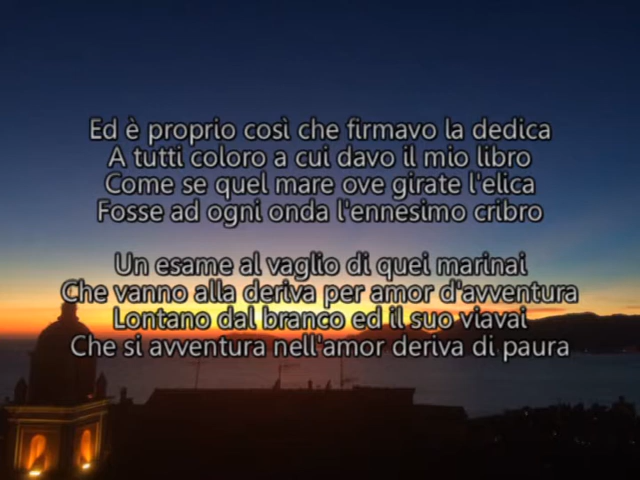 Ed è proprio così che firmavo la dedica
A tutti coloro a cui davo il mio libro
Come se quel mare ove girate l'elica
Fosse ad ogni onda l'ennesimo cribro
Un esame al vaglio di quei marinai
Che vanno alla deriva per amor d'avventura
Lontano dal branco ed il suo viavai
Che si avventura nell'amor deriva di paura